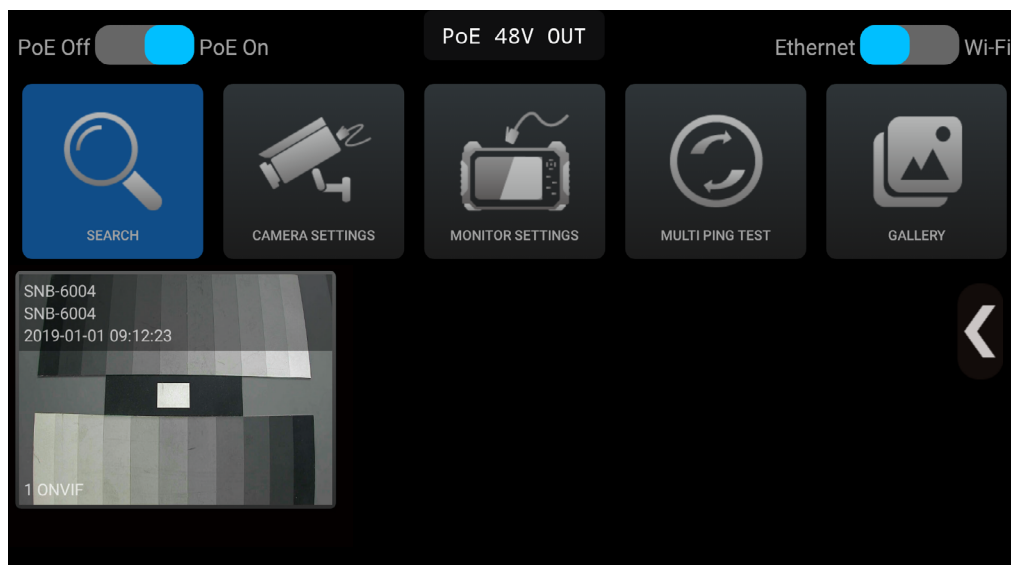 PoE Off
PoE On
PoE 48V OUT
Ethernet
Wi-Fi
SEARCH
CAMERA SETTINGS
MONITOR SETTINGS
MULTI PING TEST
GALLERY
SNB-6004
SNB-6004
2019-01-01 09:12:23
1 ONVIF